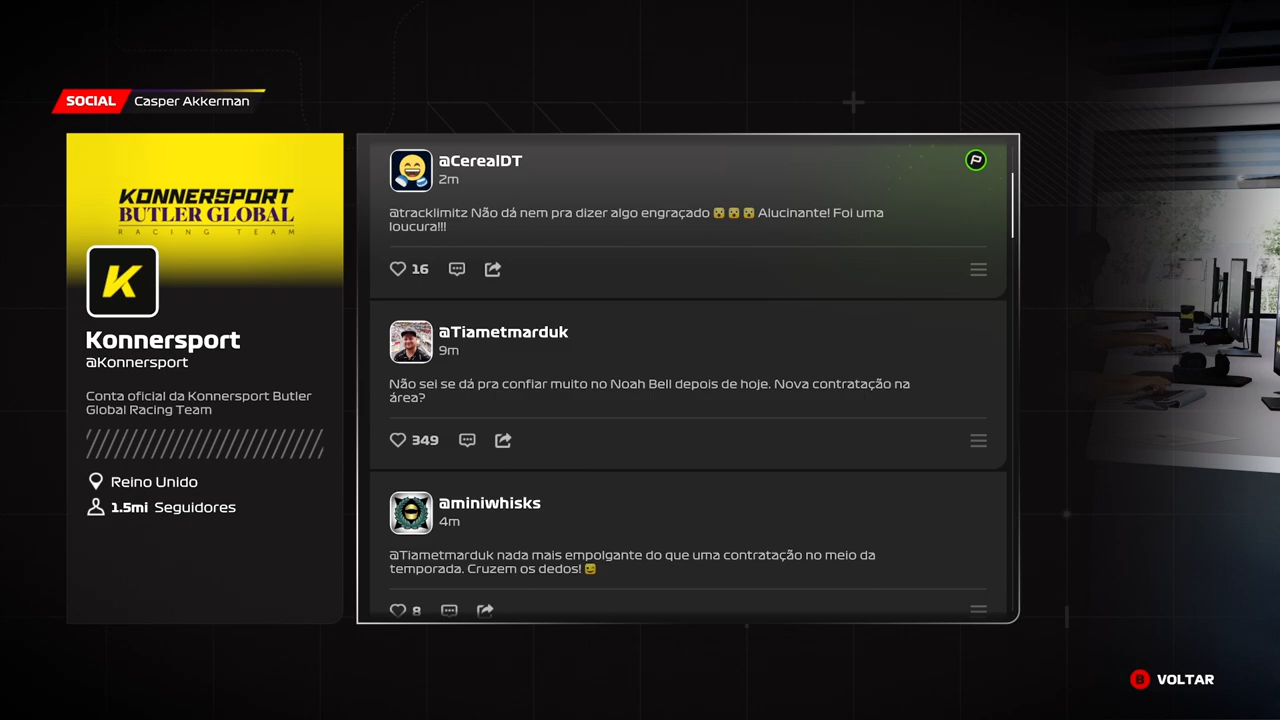 SOCIAL Casper Akkerman
KONNERSPORT
BUTLER GLOBAL
RACING TEAM
K
Konnersport
@Konnersport
Conta oficial da Konnersport Butler
Global Racing Team
Reino Unido
1.5mi Seguidores
@CerealDT
2m
@tracklimitz Não dá nem pra dizer algo engraçado 😮 😮 😮 Alucinante! Foi uma
loucura!!!
16
@Tiametmarduk
9m
Não sei se dá pra confiar muito no Noah Bell depois de hoje. Nova contratação na
área?
349
@miniwhisks
4m
@Tiametmarduk nada mais empolgante do que uma contratação no meio da
temporada. Cruzem os dedos! 😉
8
B VOLTAR